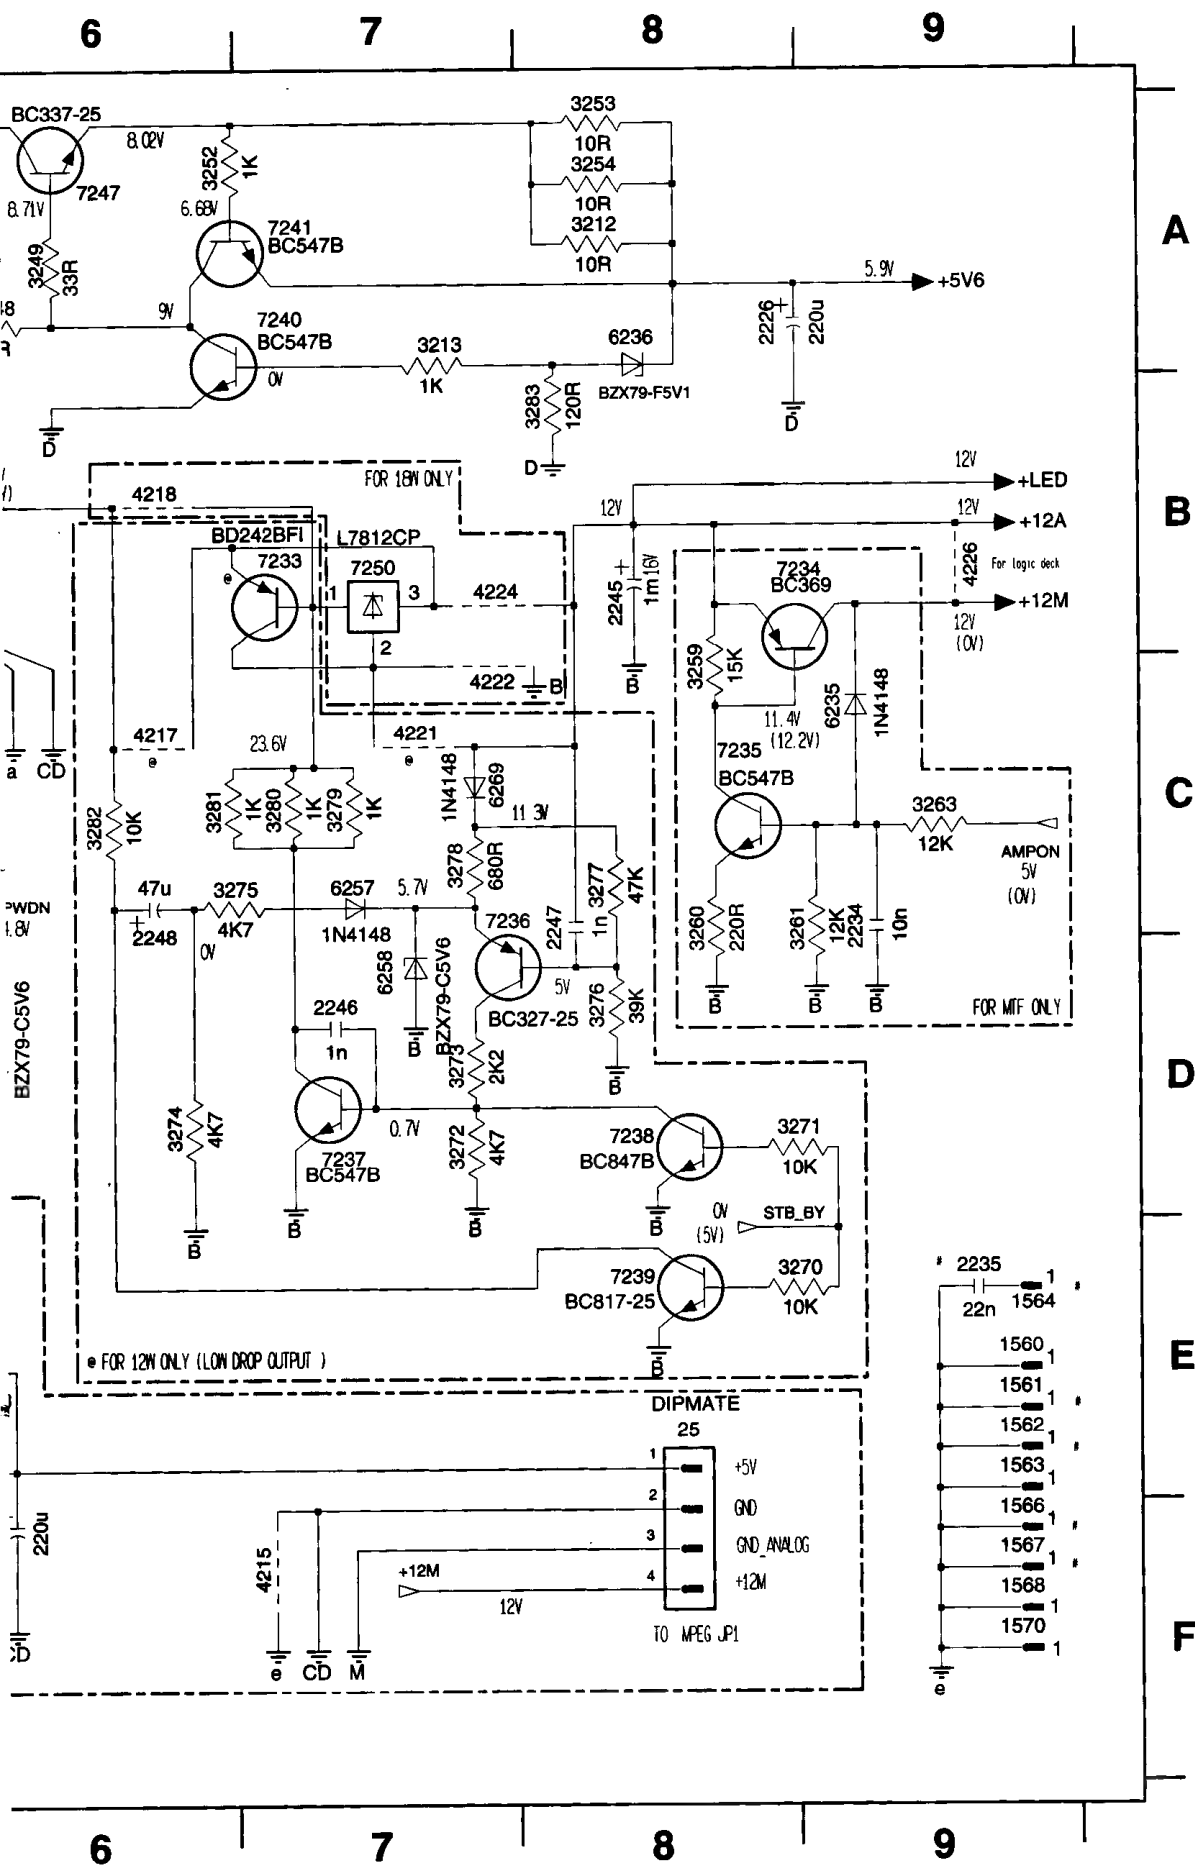 6 7 8 9
BC337-25
8.02V
7247
8.71V
3249
33R
3252
1K
6.68V
7241
BC547B
3253
10R
3254
10R
3212
10R
A
5.9V
+5V6
2226
+
220u
D
9V
7240
BC547B
0V
3213
1K
6236
BZX79-F5V1
3283
120R
D
D
FOR 18W ONLY
4218
12V
+LED
12V
12V
+12A
B
BD242BFI
7233
@
L7812CP
7250
1
3
2
4224
4222
B
2245
+
1m
16V
B
7234
BC369
4226
For logic deck
+12M
12V
(0V)
3259
15K
11.4V
(12.2V)
6235
1N4148
a
CD
4217
@
23.6V
4221
@
1N4148
6269
7235
BC547B
C
3282
10K
3281
1K
3280
1K
3279
1K
11.3V
3278
680R
3277
47K
3263
12K
AMPON
5V
(0V)
PWDN
47u
+
2248
3275
4K7
0V
6257
1N4148
5.7V
7236
2247
1n
3260
220R
3261
12K
2234
10n
BZX79-C5V6
6258
BZX79-C5V6
B
5V
BC327-25
3276
39K
B
B
B
B
FOR MTF ONLY
2246
1n
3273
2K2
D
3274
4K7
B
7237
BC547B
B
0.7V
3272
4K7
B
7238
BC847B
B
3271
10K
0V
(5V)
STB_BY
7239
BC817-25
B
3270
10K
# 2235
22n
1
1564
#
1560
1
1561
1
#
1562
1
#
1563
1
1566
1
#
1567
1
#
1568
1
1570
1
e
E
@ FOR 12W ONLY (LOW DROP OUTPUT )
DIPMATE
25
1
+5V
2
GND
3
GND_ANALOG
4
+12M
TO MPEG JP1
220u
4215
+12M
12V
e
CD
M
F
6 7 8 9